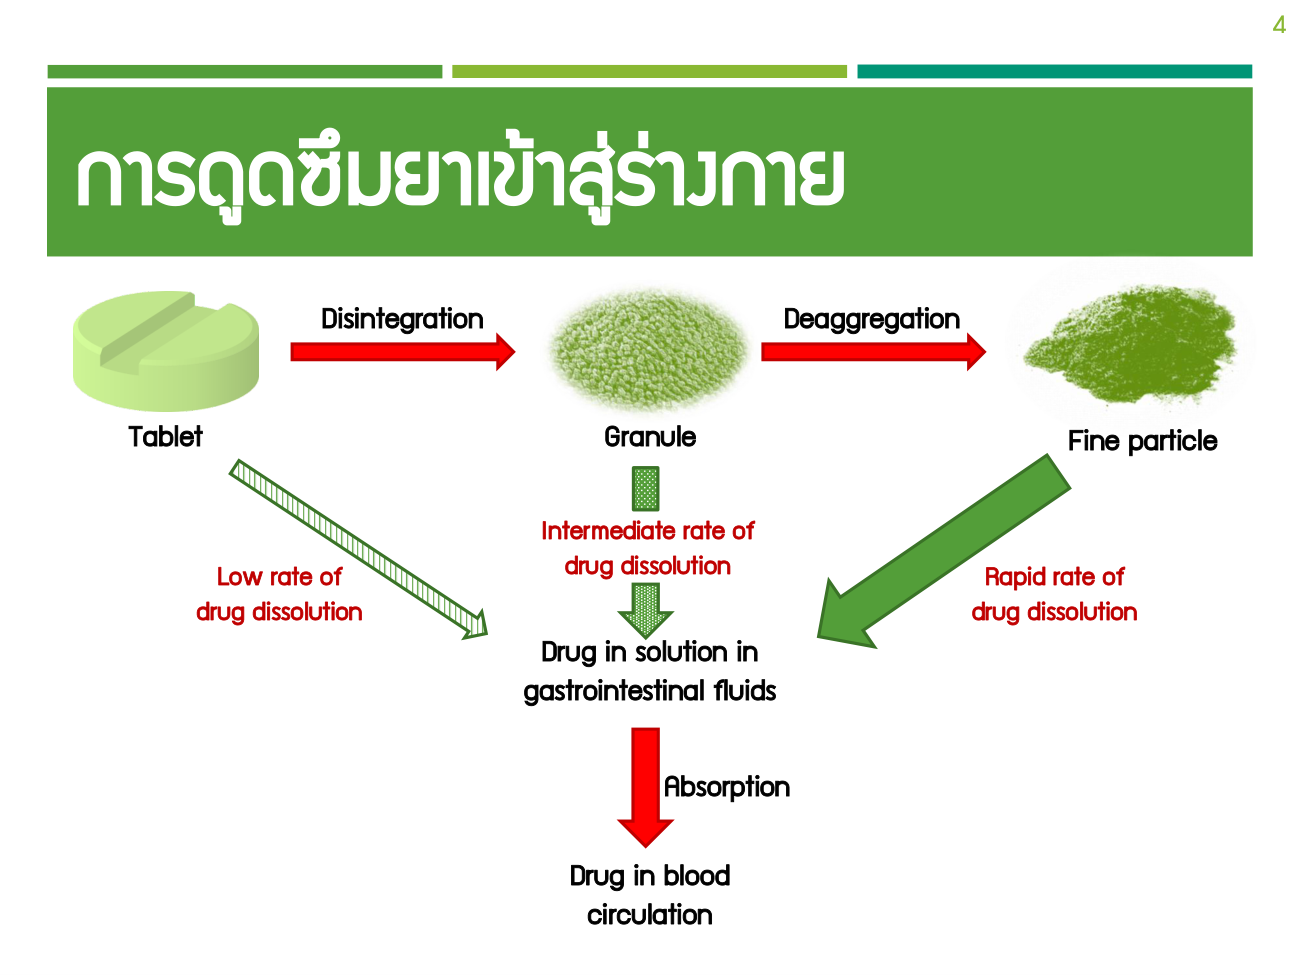 4
การดูดซึมยาเข้าสู่ร่างกาย
Disintegration
Deaggregation
Tablet
Granule
Fine particle
Intermediate rate of
drug dissolution
Low rate of
drug dissolution
Rapid rate of
drug dissolution
Drug in solution in
gastrointestinal fluids
Absorption
Drug in blood
circulation